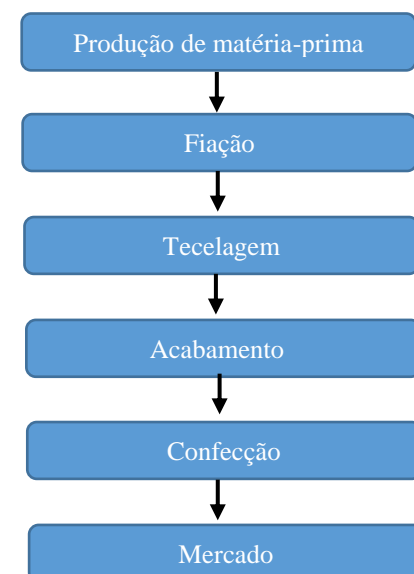 Produção de matéria-prima
Fiação
Tecelagem
Acabamento
Confecção
Mercado